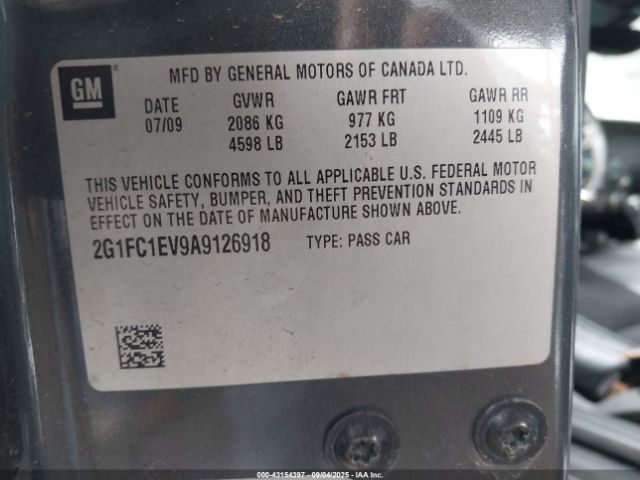 GM
MFD BY GENERAL MOTORS OF CANADA LTD.
DATE GVWR GAWR FRT GAWR RR
07/09 2086 KG 977 KG 1109 KG
4598 LB 2153 LB 2445 LB
THIS VEHICLE CONFORMS TO ALL APPLICABLE U.S. FEDERAL MOTOR
VEHICLE SAFETY, BUMPER, AND THEFT PREVENTION STANDARDS IN
EFFECT ON THE DATE OF MANUFACTURE SHOWN ABOVE.
2G1FC1EV9A9126918 TYPE: PASS CAR
© - 43154397 - 09/04/2025 - IAAI.COM